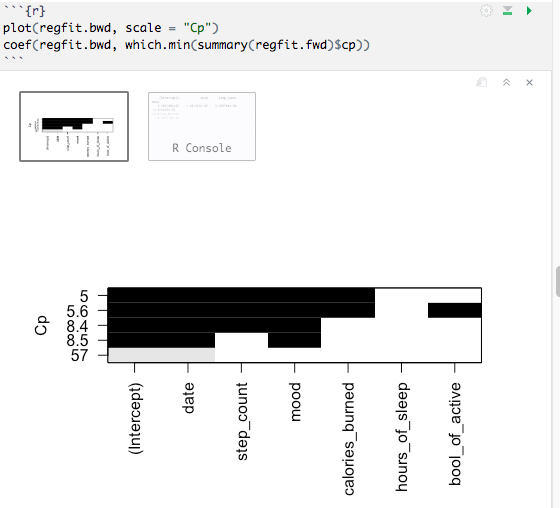 ```{r}
plot(regfit.bwd, scale = "Cp")
coef(regfit.bwd, which.min(summary(regfit.fwd)$cp))
```
R Console
Cp
5
5.6
8.4
8.5
57
(Intercept)
date
step_count
mood
calories_burned
hours_of_sleep
bool_of_active